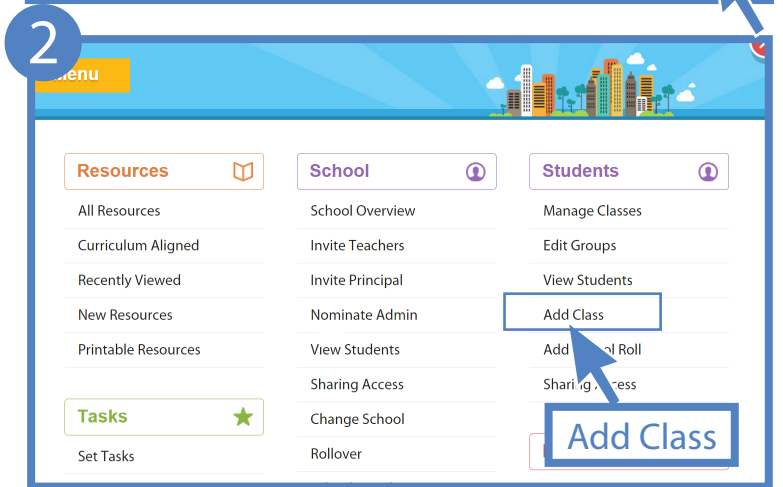 2
enu
Resources
All Resources
Curriculum Aligned
Recently Viewed
New Resources
Printable Resources
Tasks
Set Tasks
School
School Overview
Invite Teachers
Invite Principal
Nominate Admin
View Students
Sharing Access
Change School
Rollover
Students
Manage Classes
Edit Groups
View Students
Add Class
Add ol Roll
Sharing cess
Add Class